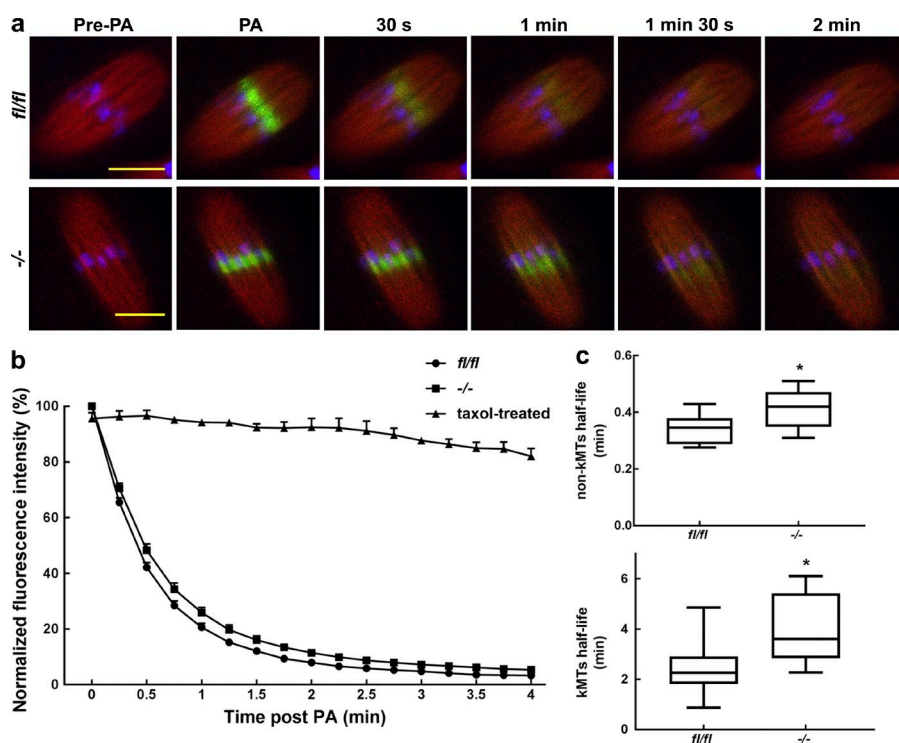 a Pre-PA PA 30 s 1 min 1 min 30 s 2 min
fl/fl
-/-
b
fl/fl
-/-
taxol-treated
Normalized fluorescence intensity (%)
100
80
60
40
20
0
0 0.5 1 1.5 2 2.5 3 3.5 4
Time post PA (min)
c
non-kMTs half-life
(min)
0.6
0.4
0.2
0.0
*
fl/fl -/-
kMTs half-life
(min)
6
4
2
0
*
fl/fl -/-